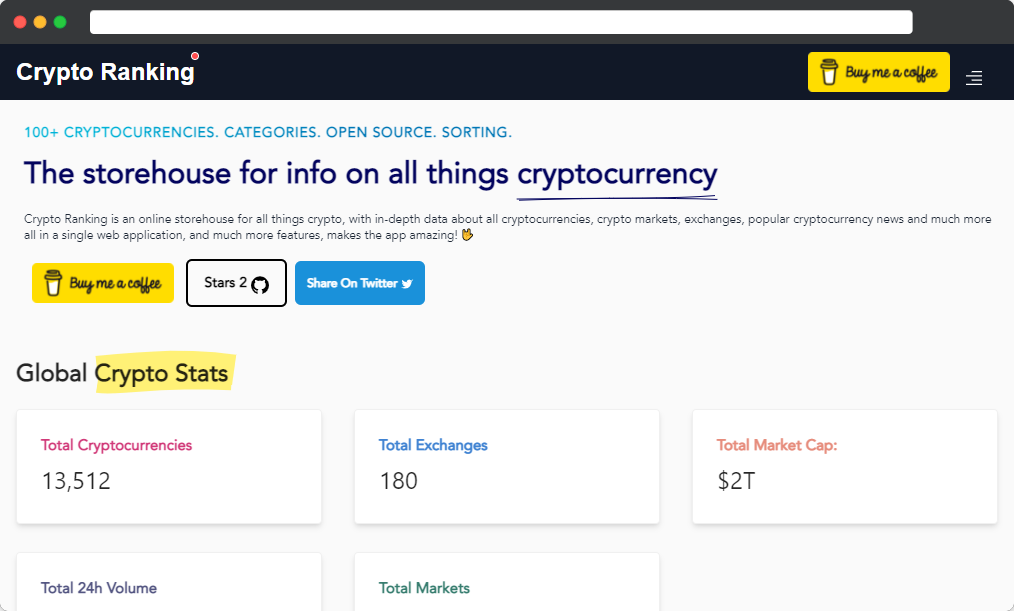 Crypto Ranking
Buy me a coffee
100+ CRYPTOCURRENCIES. CATEGORIES. OPEN SOURCE. SORTING.
The storehouse for info on all things cryptocurrency
Crypto Ranking is an online storehouse for all things crypto, with in-depth data about all cryptocurrencies, crypto markets, exchanges, popular cryptocurrency news and much more
all in a single web application, and much more features, makes the app amazing! 🖖
Buy me a coffee
Stars 2
Share On Twitter
Global Crypto Stats
Total Cryptocurrencies
13,512
Total Exchanges
180
Total Market Cap:
$2T
Total 24h Volume
Total Markets